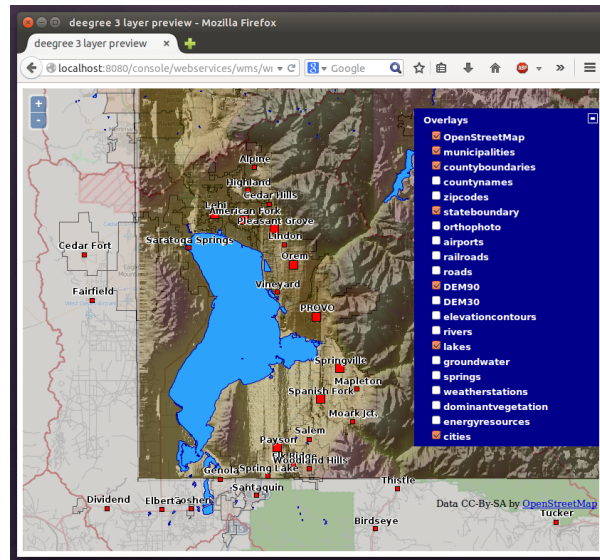 deegree 3 layer preview - Mozilla Firefox
deegree 3 layer preview
localhost:8080/console/webservices/wms/w
Google
Overlays
OpenStreetMap
municipalities
countyboundaries
countynames
zipcodes
stateboundary
orthophoto
airports
railroads
roads
DEM90
DEM30
elevationcontours
rivers
lakes
groundwater
springs
weatherstations
dominantvegetation
energyresources
cities
Alpine
Highland
Cedar Hills
Lehi
American Fork
Pleasant Grove
Lindon
Saratoga Springs
Cedar Fort
Orem
Fairfield
Vineyard
PROVO
Springville
Mapleton
Spanish Fork
Moark Jct.
Salem
Payson
Elk Ridge
Woodland Hills
Genola
Spring Lake
Santaquin
Thistle
Dividend
Elberta
Goshen
Birdseye
Tucker
Data CC-By-SA by OpenStreetMap